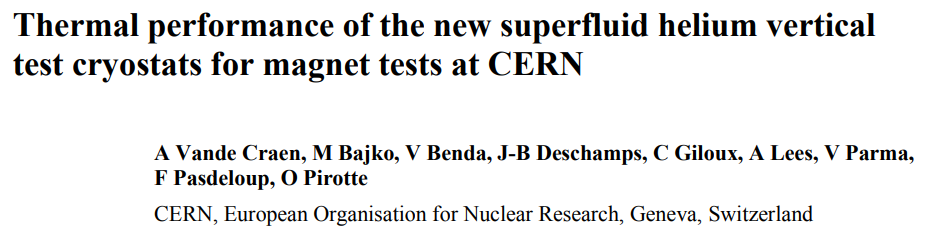 Thermal performance of the new superfluid helium vertical
test cryostats for magnet tests at CERN
A Vande Craen, M Bajko, V Benda, J-B Deschamps, C Giloux, A Lees, V Parma,
F Pasdeloup, O Pirotte
CERN, European Organisation for Nuclear Research, Geneva, Switzerland